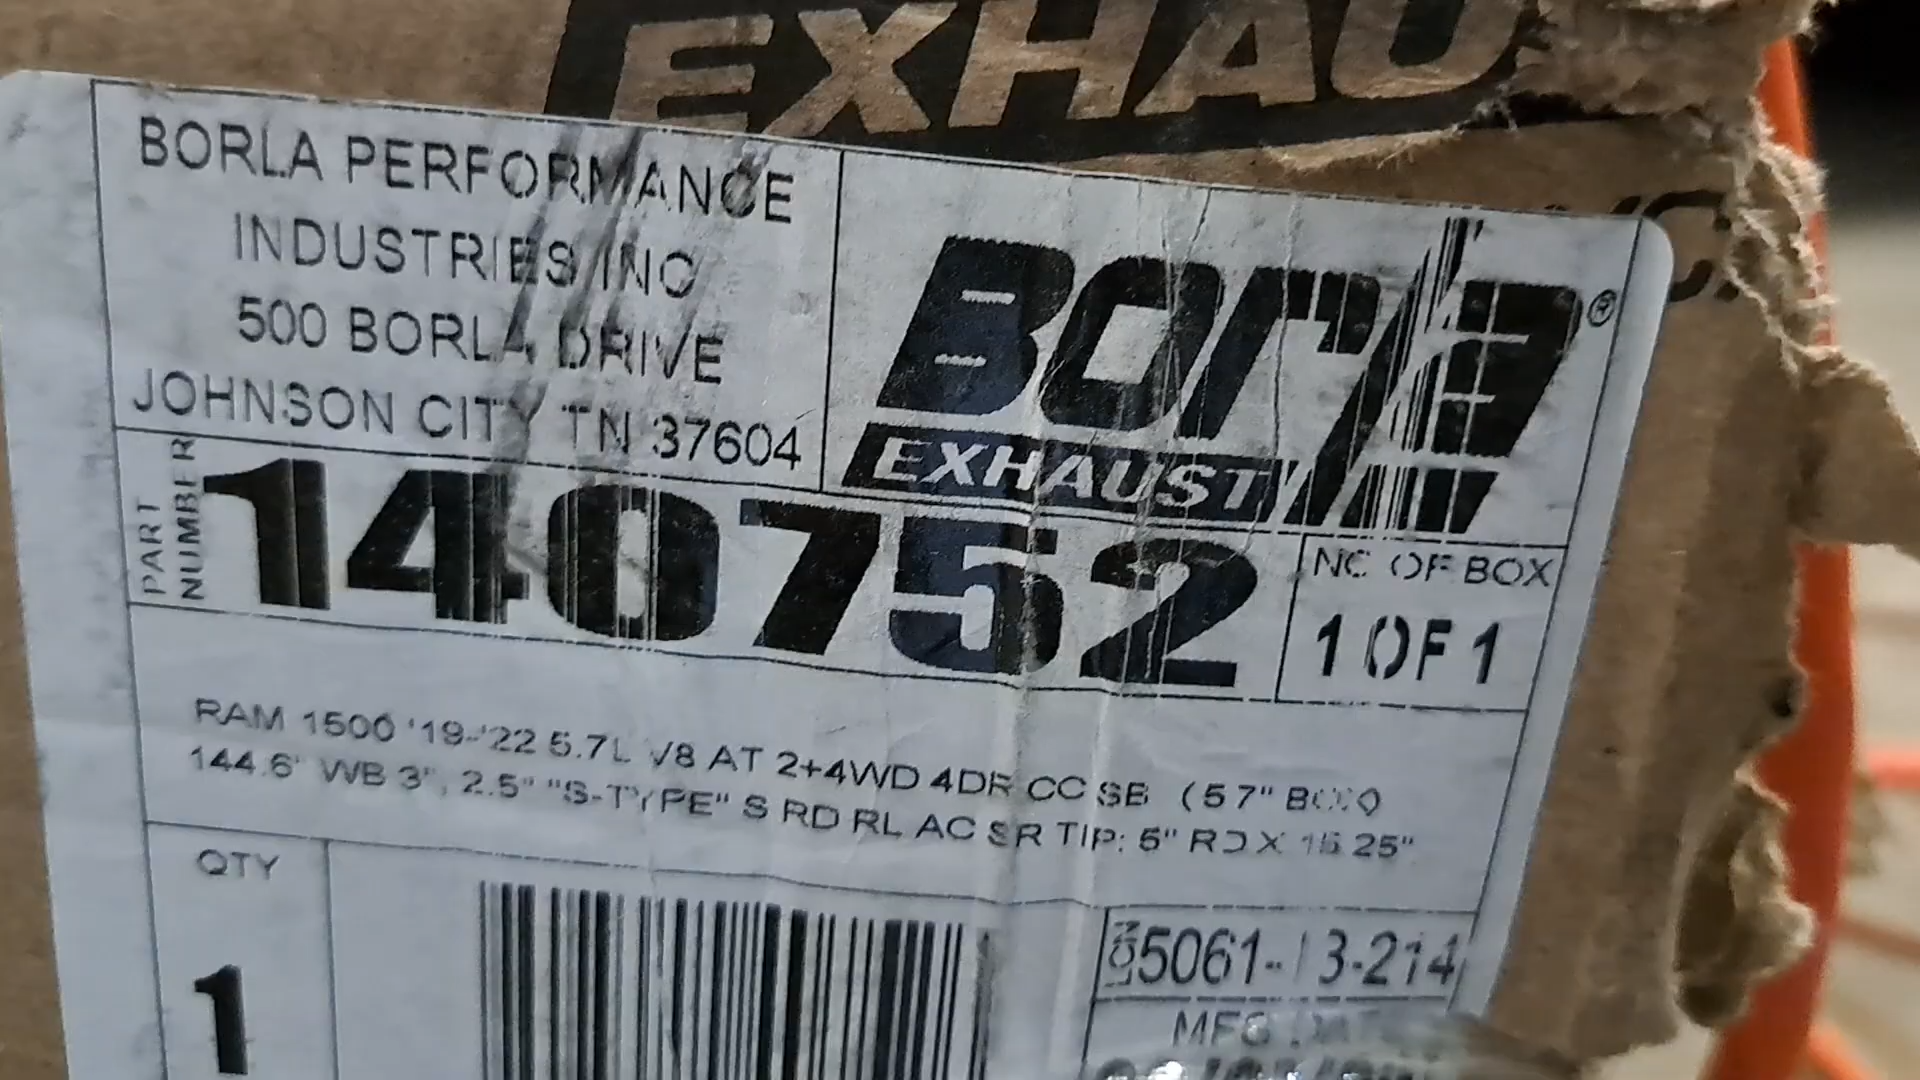 EXHAU
BORLA PERFORMANCE
INDUSTRIES INC
500 BORLA DRIVE
JOHNSON CITY TN 37604
BORLA ®
EXHAUST
PART
NUMBER
140752
NO OF BOX
1 OF 1
RAM 1500 '19-'22 5.7L V8 AT 2+4WD 4DR CC SB (5 7" BOX)
144.6" WB 3", 2.5" "S-TYPE" S RD RL AC SR TIP: 5" RD X 25"
QTY
1
5061-13-214
MFG